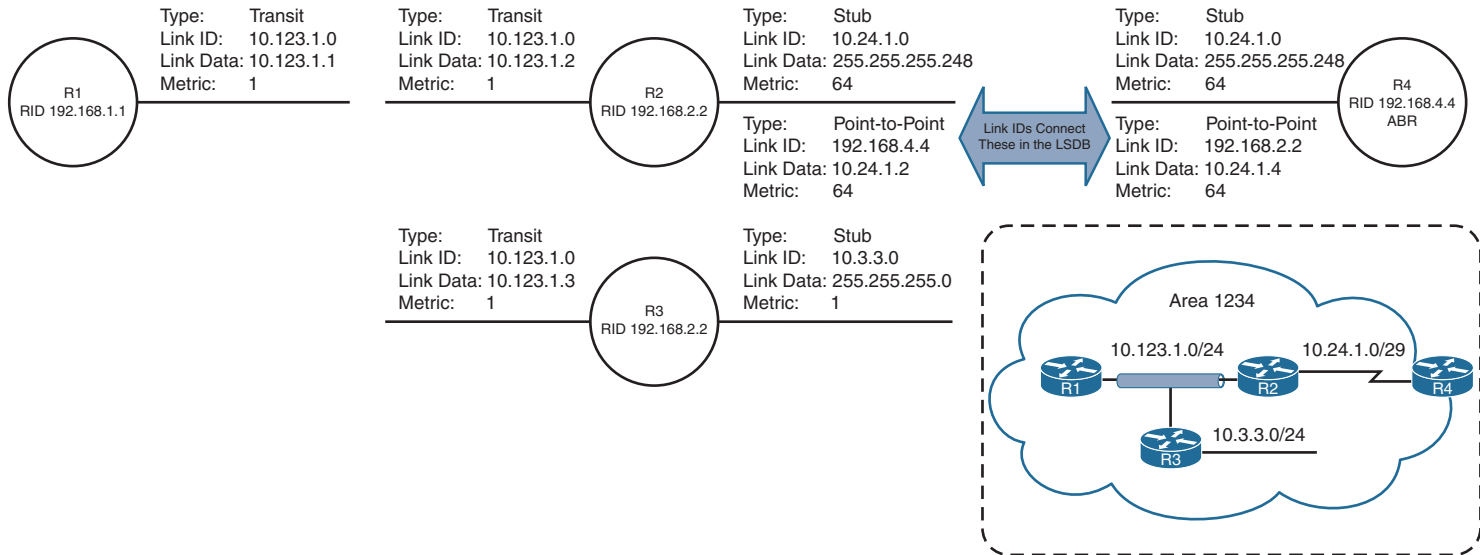 Type: Transit
Link ID: 10.123.1.0
Link Data: 10.123.1.1
Metric: 1
R1
RID 192.168.1.1
Type: Transit
Link ID: 10.123.1.0
Link Data: 10.123.1.2
Metric: 1
R2
RID 192.168.2.2
Type: Stub
Link ID: 10.24.1.0
Link Data: 255.255.255.248
Metric: 64
Type: Point-to-Point
Link ID: 192.168.4.4
Link Data: 10.24.1.2
Metric: 64
Link IDs Connect
These in the LSDB
Type: Stub
Link ID: 10.24.1.0
Link Data: 255.255.255.248
Metric: 64
Type: Point-to-Point
Link ID: 192.168.2.2
Link Data: 10.24.1.4
Metric: 64
R4
RID 192.168.4.4
ABR
Type: Transit
Link ID: 10.123.1.0
Link Data: 10.123.1.3
Metric: 1
R3
RID 192.168.2.2
Type: Stub
Link ID: 10.3.3.0
Link Data: 255.255.255.0
Metric: 1
Area 1234
10.123.1.0/24
10.24.1.0/29
R1
R2
R4
10.3.3.0/24
R3